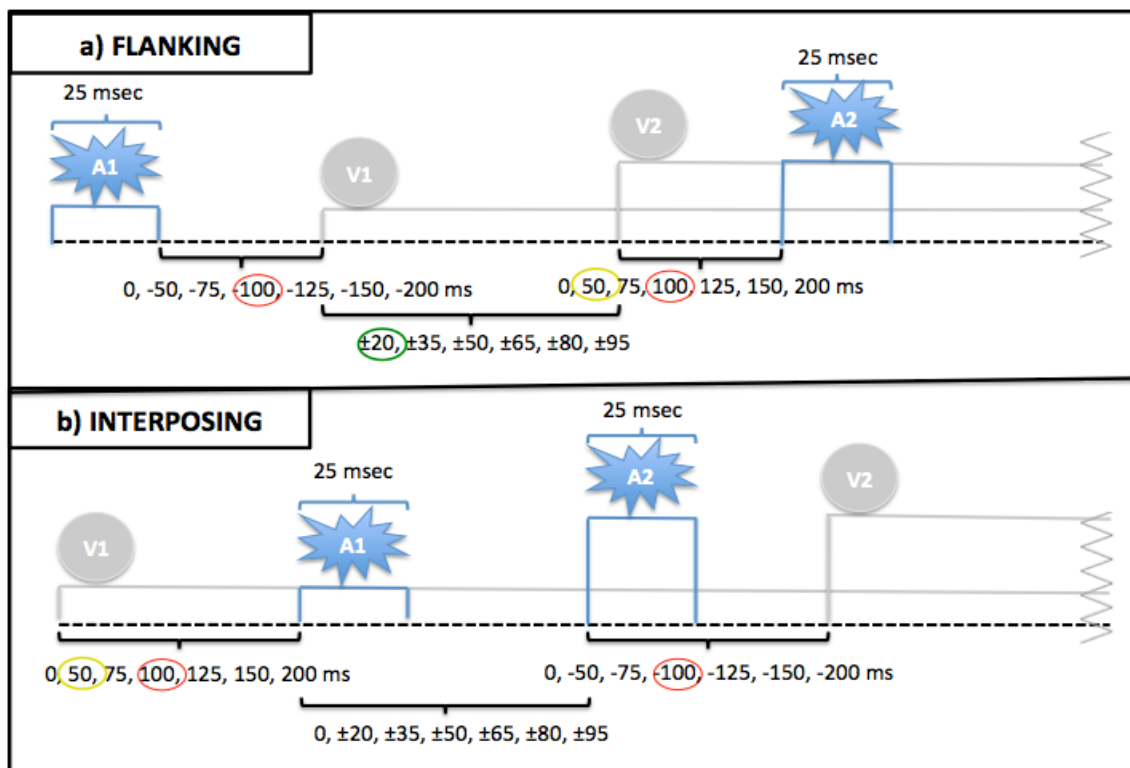 a) FLANKING
25 msec
25 msec
A1
V1
V2
A2
0, -50, -75, -100, -125, -150, -200 ms
0, 50, 75, 100, 125, 150, 200 ms
±20, ±35, ±50, ±65, ±80, ±95
b) INTERPOSING
25 msec
25 msec
V1
A1
A2
V2
0, 50, 75, 100, 125, 150, 200 ms
0, -50, -75, -100, -125, -150, -200 ms
0, ±20, ±35, ±50, ±65, ±80, ±95